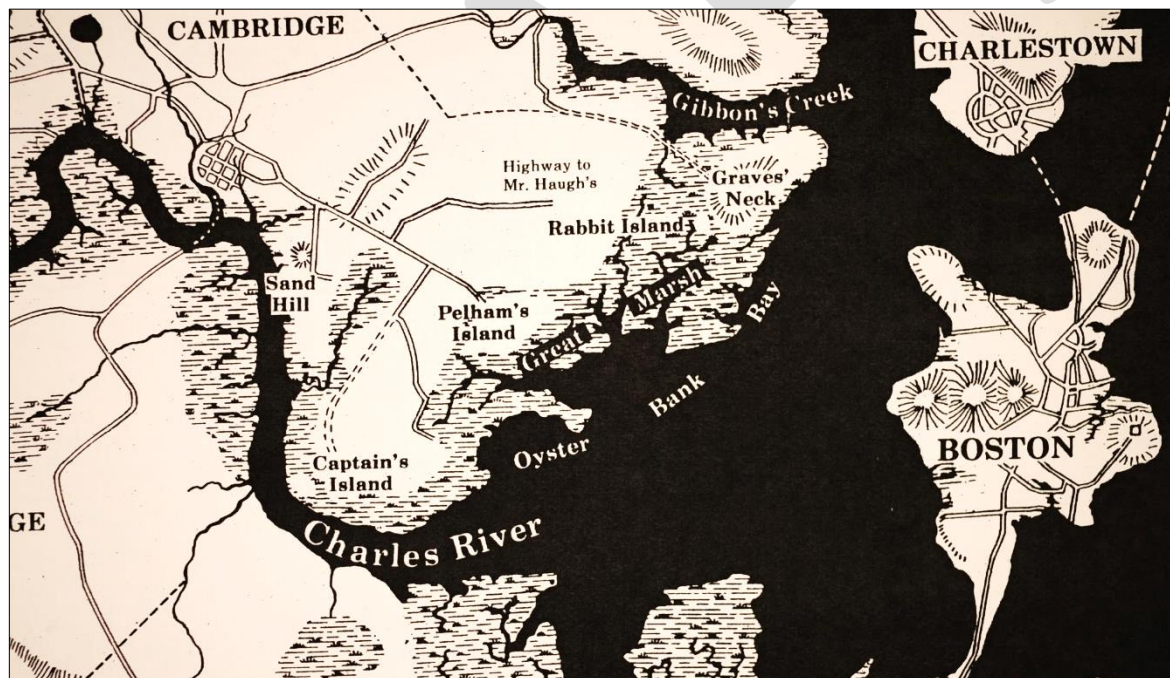 CAMBRIDGE
CHARLESTOWN
Gibbon's Creek
Highway to
Mr. Haugh's
Graves'
Neck
Rabbit Island
Sand
Hill
Pelham's
Island
Great Marsh
Bay
Bank
Oyster
BOSTON
Captain's
Island
GE
Charles River